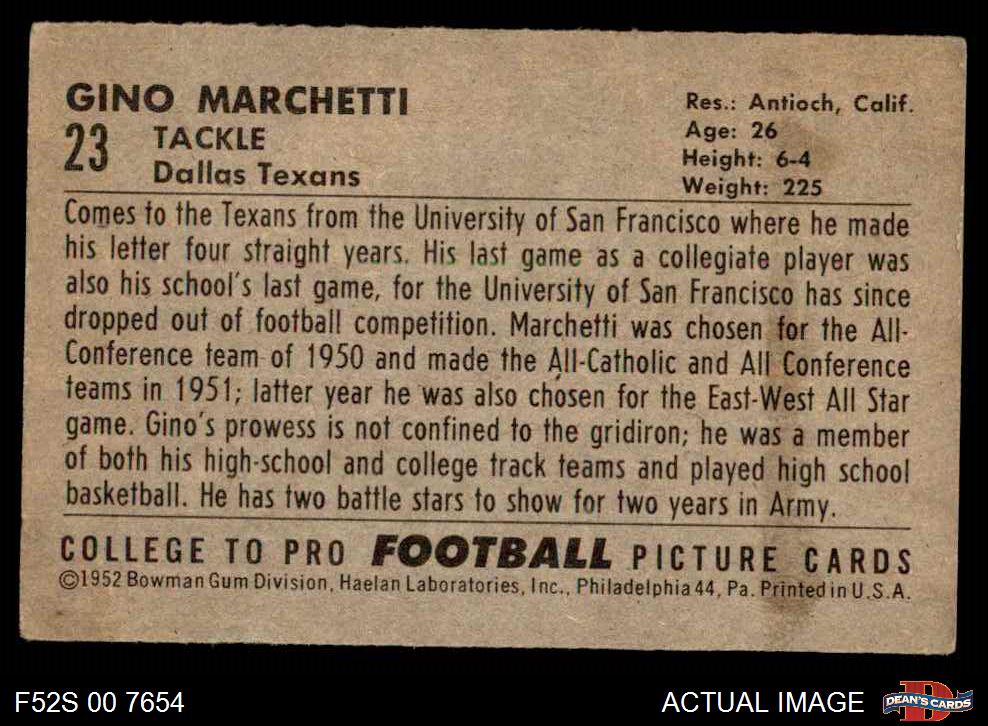 GINO MARCHETTI
23 TACKLE
Dallas Texans
Res.: Antioch, Calif.
Age: 26
Height: 6-4
Weight: 225
Comes to the Texans from the University of San Francisco where he made
his letter four straight years. His last game as a collegiate player was
also his school's last game, for the University of San Francisco has since
dropped out of football competition. Marchetti was chosen for the All-
Conference team of 1950 and made the All-Catholic and All Conference
teams in 1951; latter year he was also chosen for the East-West All Star
game. Gino's prowess is not confined to the gridiron; he was a member
of both his high-school and college track teams and played high school
basketball. He has two battle stars to show for two years in Army.
COLLEGE TO PRO FOOTBALL PICTURE CARDS
©1952 Bowman Gum Division, Haelan Laboratories, Inc., Philadelphia 44, Pa. Printed in U.S.A.
F52S 00 7654
ACTUAL IMAGE
D
DEAN'S CARDS